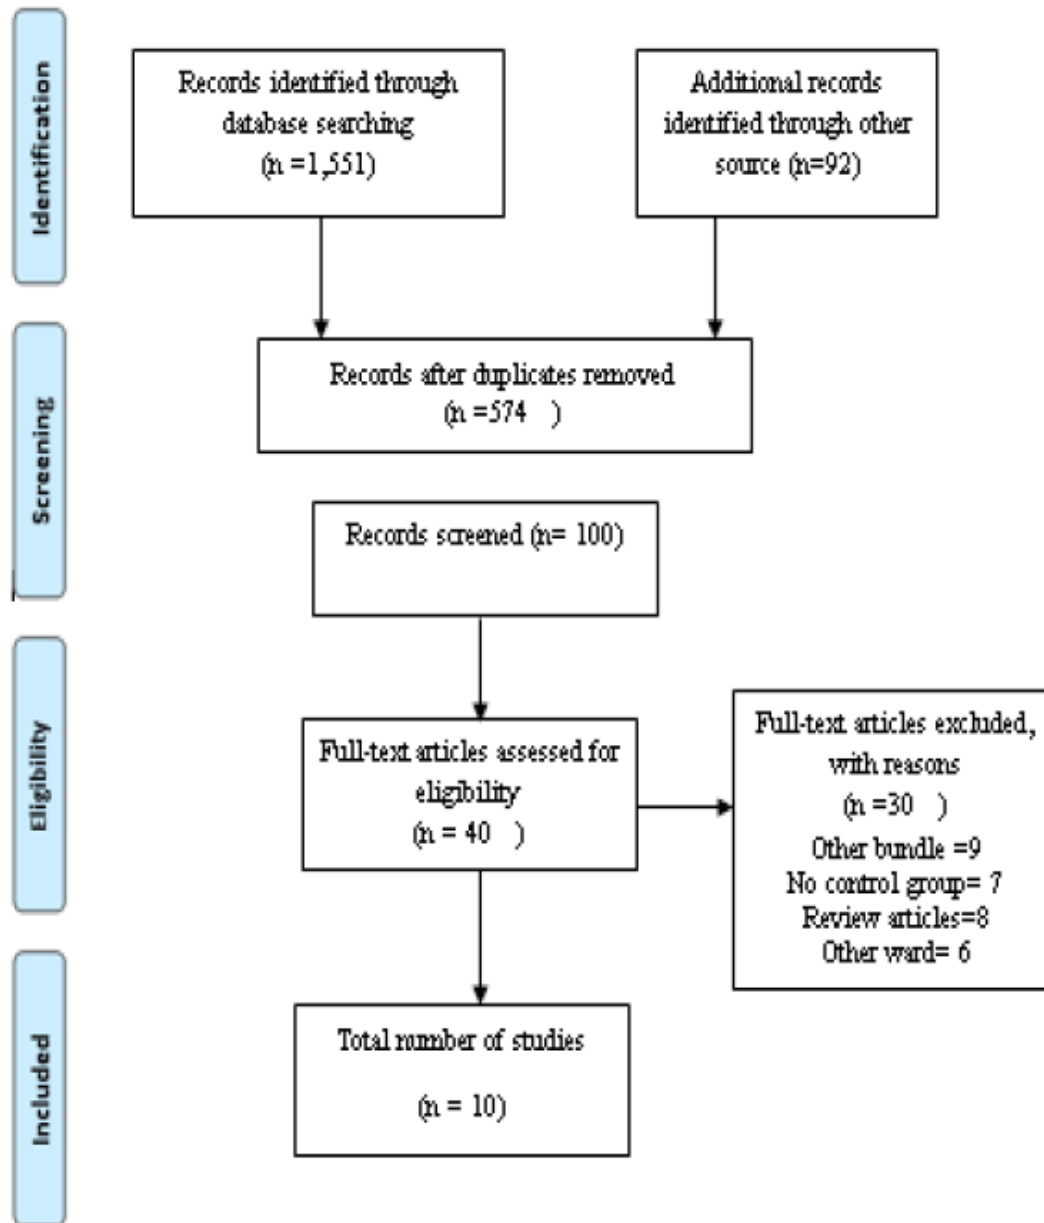 Identification
Records identified through
database searching
(n =1,551)
Additional records
identified through other
source (n=92)
Screening
Records after duplicates removed
(n =574    )
Records screened (n= 100)
Eligibility
Full-text articles assessed for
eligibility
(n = 40    )
Full-text articles excluded,
with reasons
(n =30    )
Other bundle =9
No control group= 7
Review articles=8
Other ward= 6
Included
Total number of studies
(n = 10)